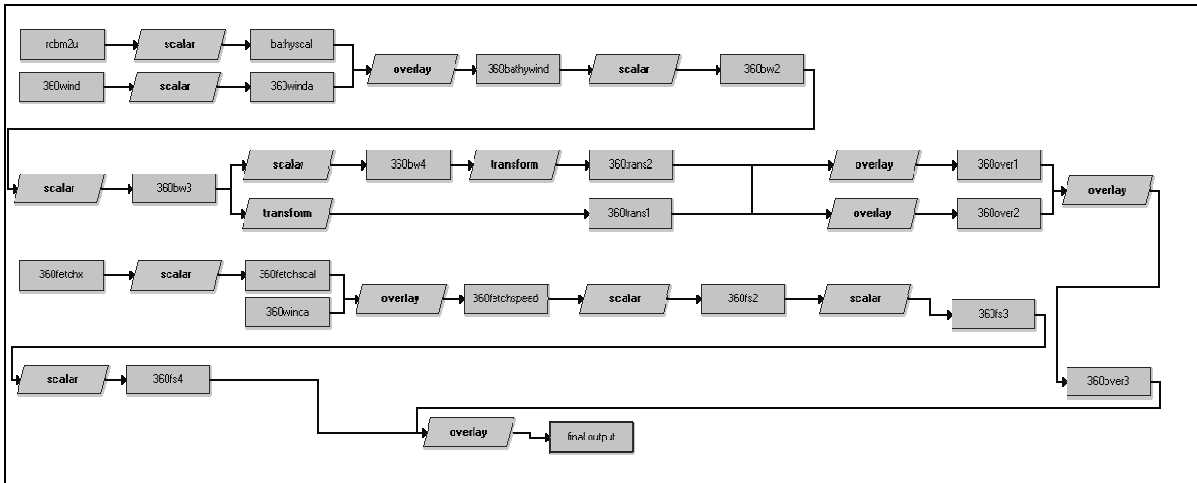 rcbm2u scalar bathyscal
360wind scalar 360winda
overlay 360bathywind scalar 360bw2
scalar 360bw3
scalar 360bw4 transform 360trans2 overlay 360over1
transform 360trans1 overlay 360over2
overlay
360fetchx scalar 360fetchscal
360winca
overlay 360fetchspeed scalar 360fs2 scalar 360fs3
scalar 360fs4
360over3
overlay final output